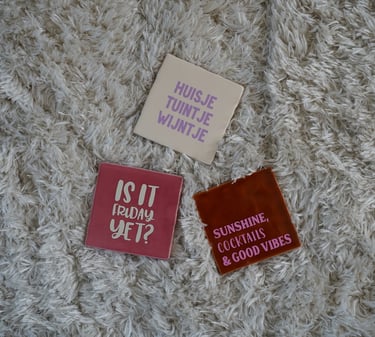 HUISJE
TUINTJE
WIJNTJE
IS IT
FRIDAY
YET?
SUNSHINE,
COCKTAILS
& GOOD VIBES